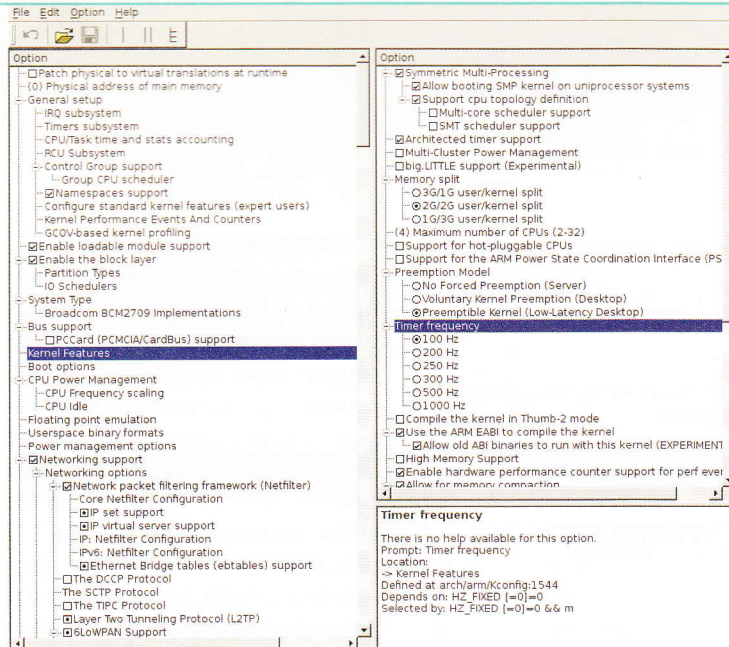 File Edit Option Help
Option
Patch physical to virtual translations at runtime
(0) Physical address of main memory
General setup
IRQ subsystem
Timers subsystem
CPU/Task time and stats accounting
RCU Subsystem
Control Group support
Group CPU scheduler
Namespaces support
Configure standard kernel features (expert users)
Kernel Performance Events And Counters
GCOV-based kernel profiling
Enable loadable module support
Enable the block layer
Partition Types
IO Schedulers
System Type
Broadcom BCM2709 Implementations
Bus support
PCCard (PCMCIA/CardBus) support
Kernel Features
Boot options
CPU Power Management
CPU Frequency scaling
CPU Idle
Floating point emulation
Userspace binary formats
Power management options
Networking support
Networking options
Network packet filtering framework (Netfilter)
Core Netfilter Configuration
IP set support
IP virtual server support
IP: Netfilter Configuration
IPv6: Netfilter Configuration
Ethernet Bridge tables (ebtables) support
The DCCP Protocol
The SCTP Protocol
The TIPC Protocol
Layer Two Tunneling Protocol (L2TP)
6LoWPAN Support
Option
Symmetric Multi-Processing
Allow booting SMP kernel on uniprocessor systems
Support cpu topology definition
Multi-core scheduler support
SMT scheduler support
Architected timer support
Multi-Cluster Power Management
big.LITTLE support (Experimental)
Memory split
3G/1G user/kernel split
2G/2G user/kernel split
1G/3G user/kernel split
(4) Maximum number of CPUs (2-32)
Support for hot-pluggable CPUs
Support for the ARM Power State Coordination Interface (PS
Preemption Model
No Forced Preemption (Server)
Voluntary Kernel Preemption (Desktop)
Preemptible Kernel (Low-Latency Desktop)
Timer frequency
100 Hz
200 Hz
250 Hz
300 Hz
500 Hz
1000 Hz
Compile the kernel in Thumb-2 mode
Use the ARM EABI to compile the kernel
Allow old ABI binaries to run with this kernel (EXPERIMENT
High Memory Support
Enable hardware performance counter support for perf ever
Allow for memory compaction
Timer frequency
There is no help available for this option.
Prompt: Timer frequency
Location:
-> Kernel Features
Defined at arch/arm/Kconfig:1544
Depends on: HZ_FIXED [=0]=0
Selected by: HZ_FIXED [=0]=0 && m